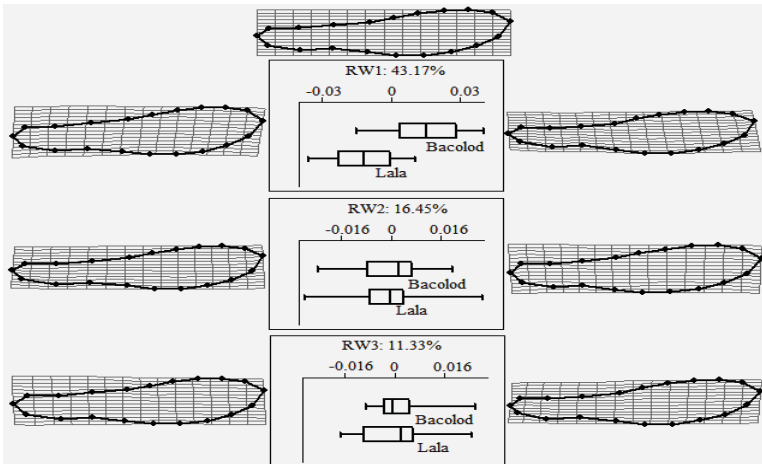 RW1: 43.17%
-0.03 0 0.03
Bacolod
Lala
RW2: 16.45%
-0.016 0 0.016
Bacolod
Lala
RW3: 11.33%
-0.016 0 0.016
Bacolod
Lala